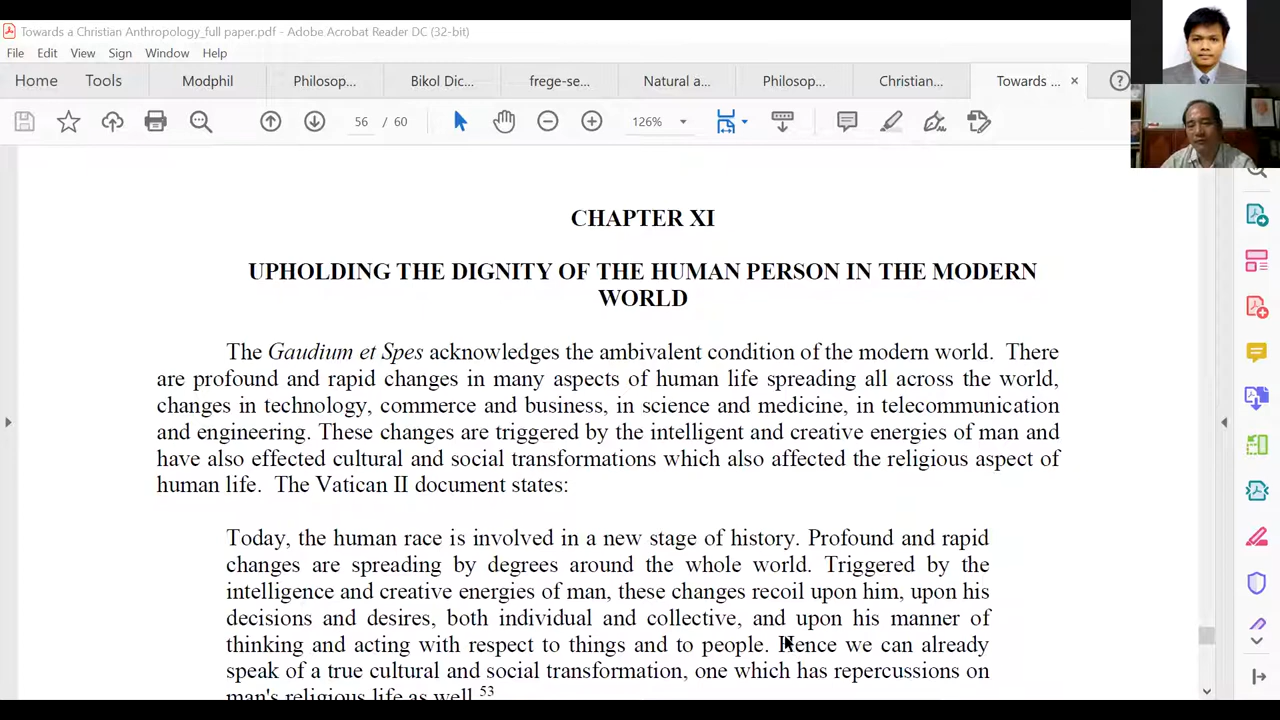 Towards a Christian Anthropology_full paper.pdf - Adobe Acrobat Reader DC (32-bit)
File Edit View Sign Window Help
Home Tools Modphil Philosop... Bikol Dic... frege-se... Natural a... Philosop... Christian... Towards ... ×
56 / 60 126%
CHAPTER XI
UPHOLDING THE DIGNITY OF THE HUMAN PERSON IN THE MODERN
WORLD
The Gaudium et Spes acknowledges the ambivalent condition of the modern world. There
are profound and rapid changes in many aspects of human life spreading all across the world,
changes in technology, commerce and business, in science and medicine, in telecommunication
and engineering. These changes are triggered by the intelligent and creative energies of man and
have also effected cultural and social transformations which also affected the religious aspect of
human life. The Vatican II document states:
Today, the human race is involved in a new stage of history. Profound and rapid
changes are spreading by degrees around the whole world. Triggered by the
intelligence and creative energies of man, these changes recoil upon him, upon his
decisions and desires, both individual and collective, and upon his manner of
thinking and acting with respect to things and to people. Hence we can already
speak of a true cultural and social transformation, one which has repercussions on
man's religious life as well.53